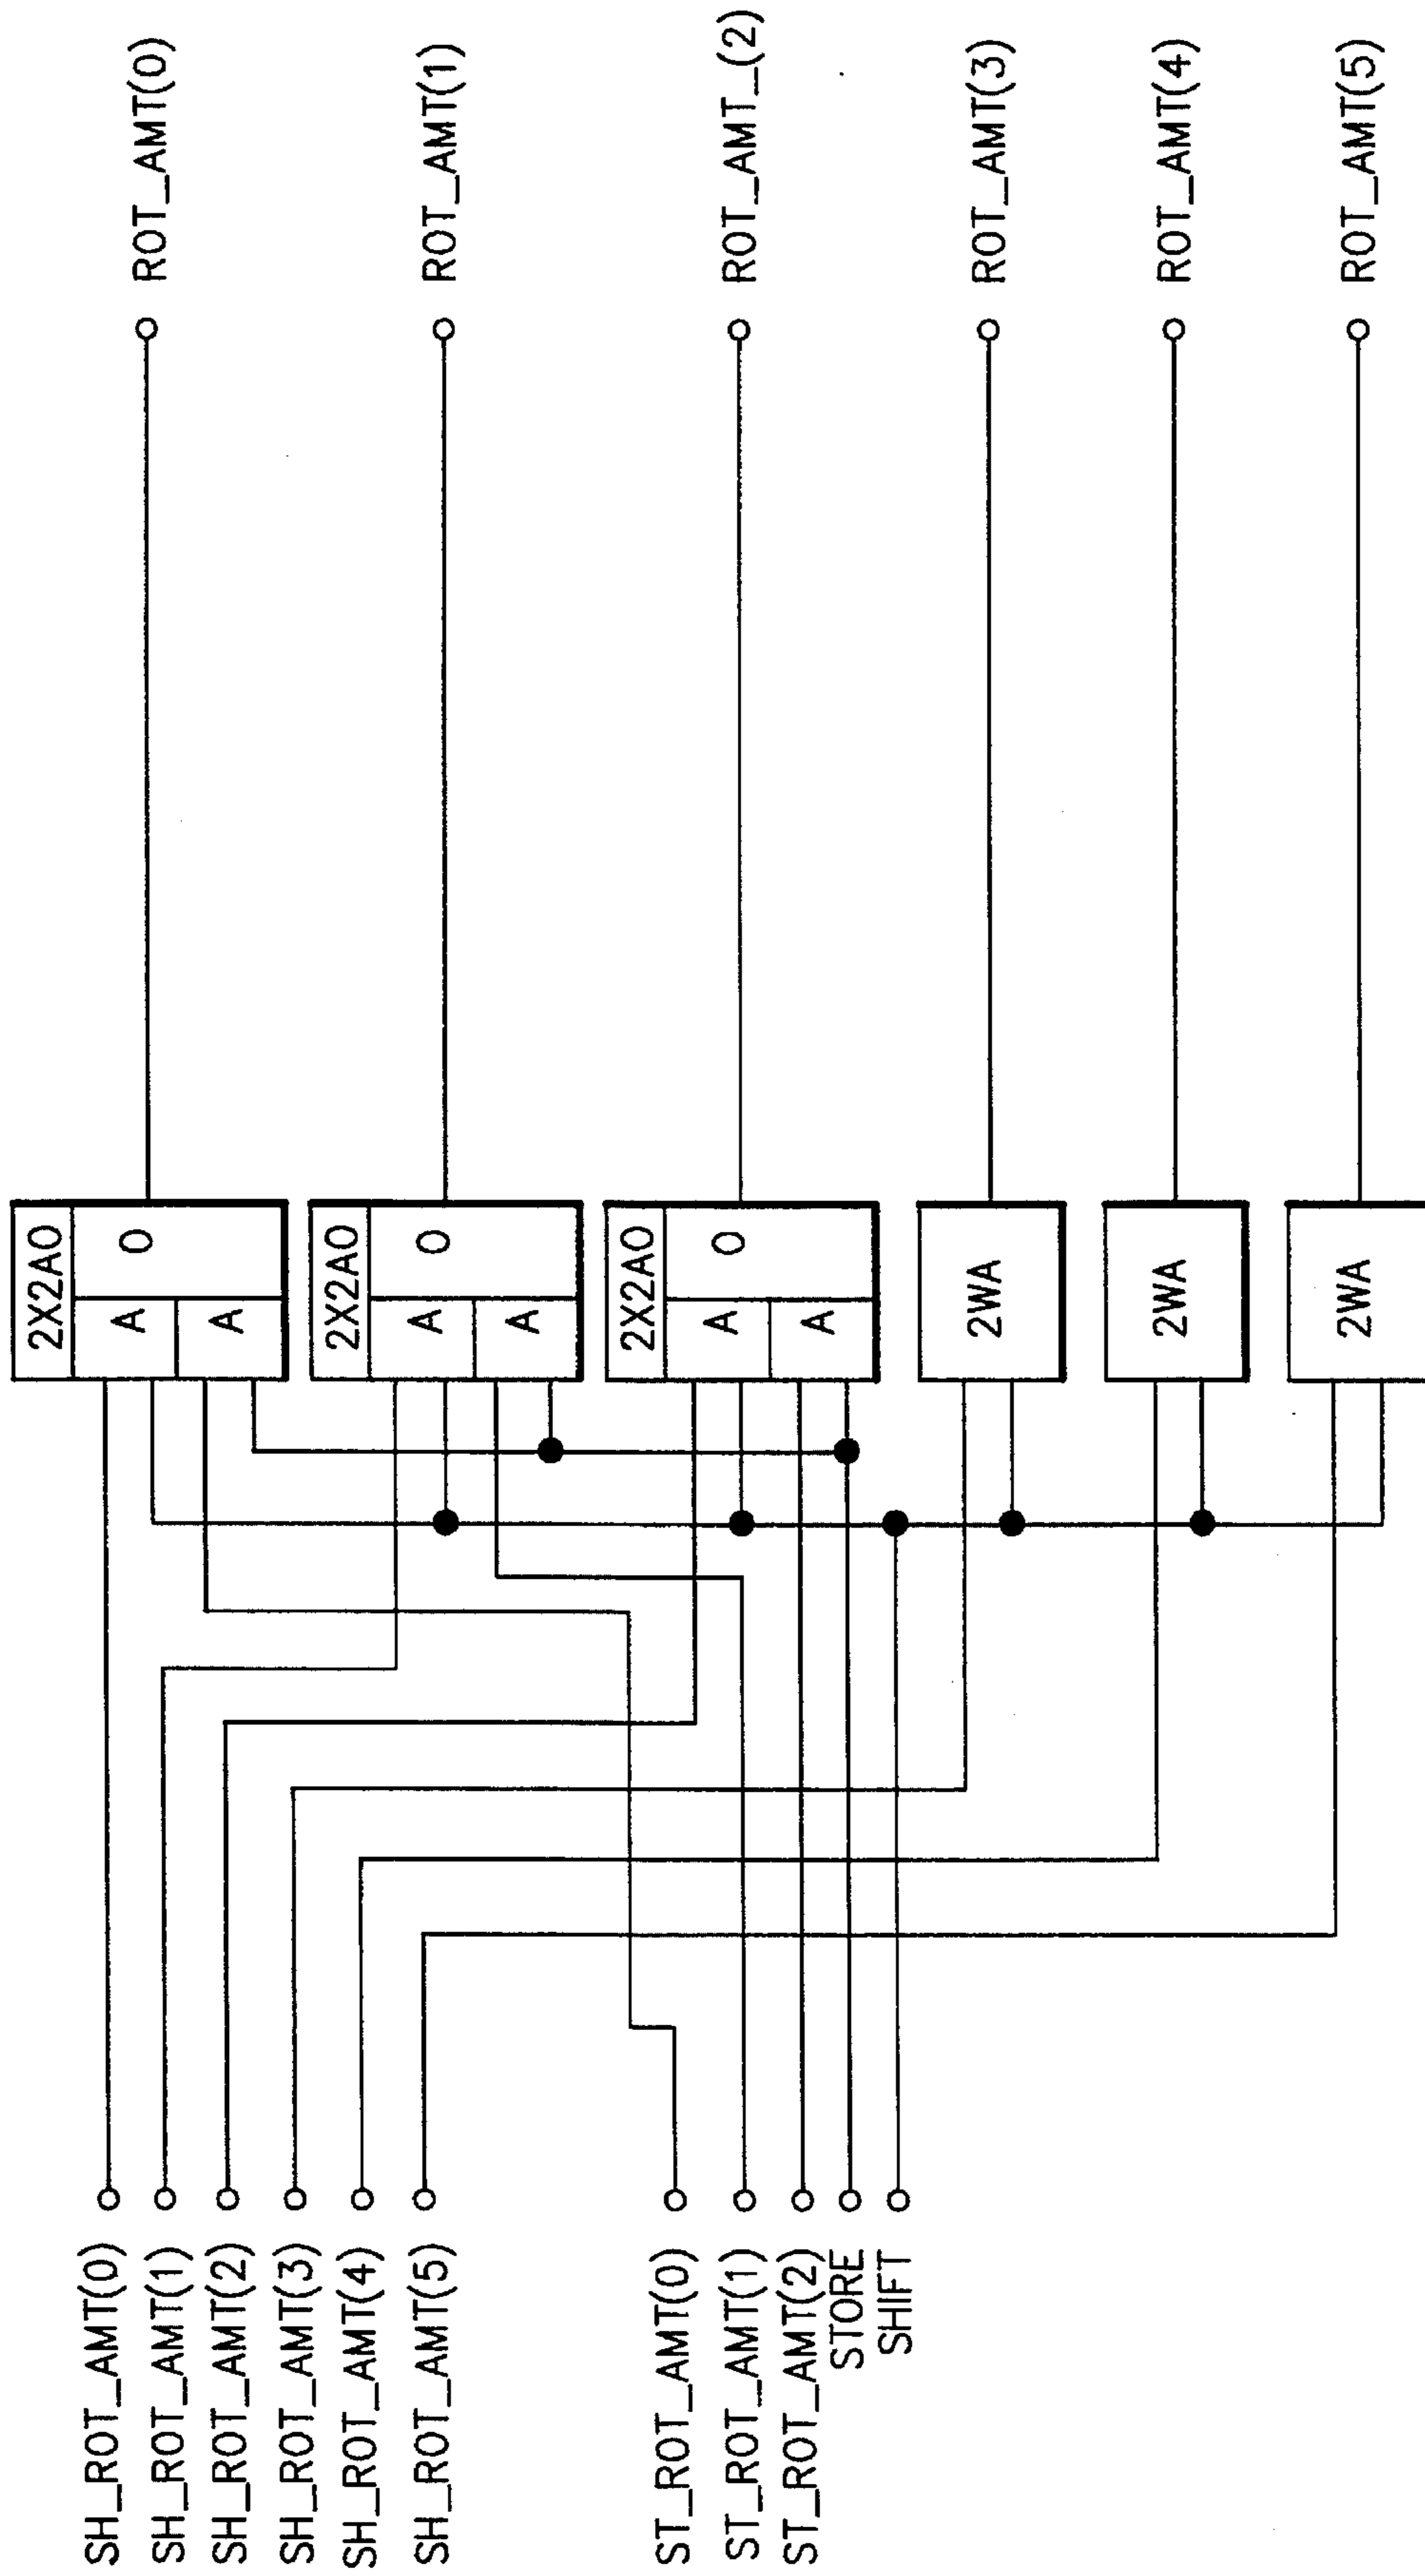 SH_ROT_AMT(0)
SH_ROT_AMT(1)
SH_ROT_AMT(2)
SH_ROT_AMT(3)
SH_ROT_AMT(4)
SH_ROT_AMT(5)
ST_ROT_AMT(0)
ST_ROT_AMT(1)
ST_ROT_AMT(2)
STORE
SHIFT
2X2AO
A
A
O
2X2AO
A
A
O
2X2AO
A
A
O
2WA
2WA
2WA
ROT_AMT(0)
ROT_AMT(1)
ROT_AMT_(2)
ROT_AMT(3)
ROT_AMT(4)
ROT_AMT(5)